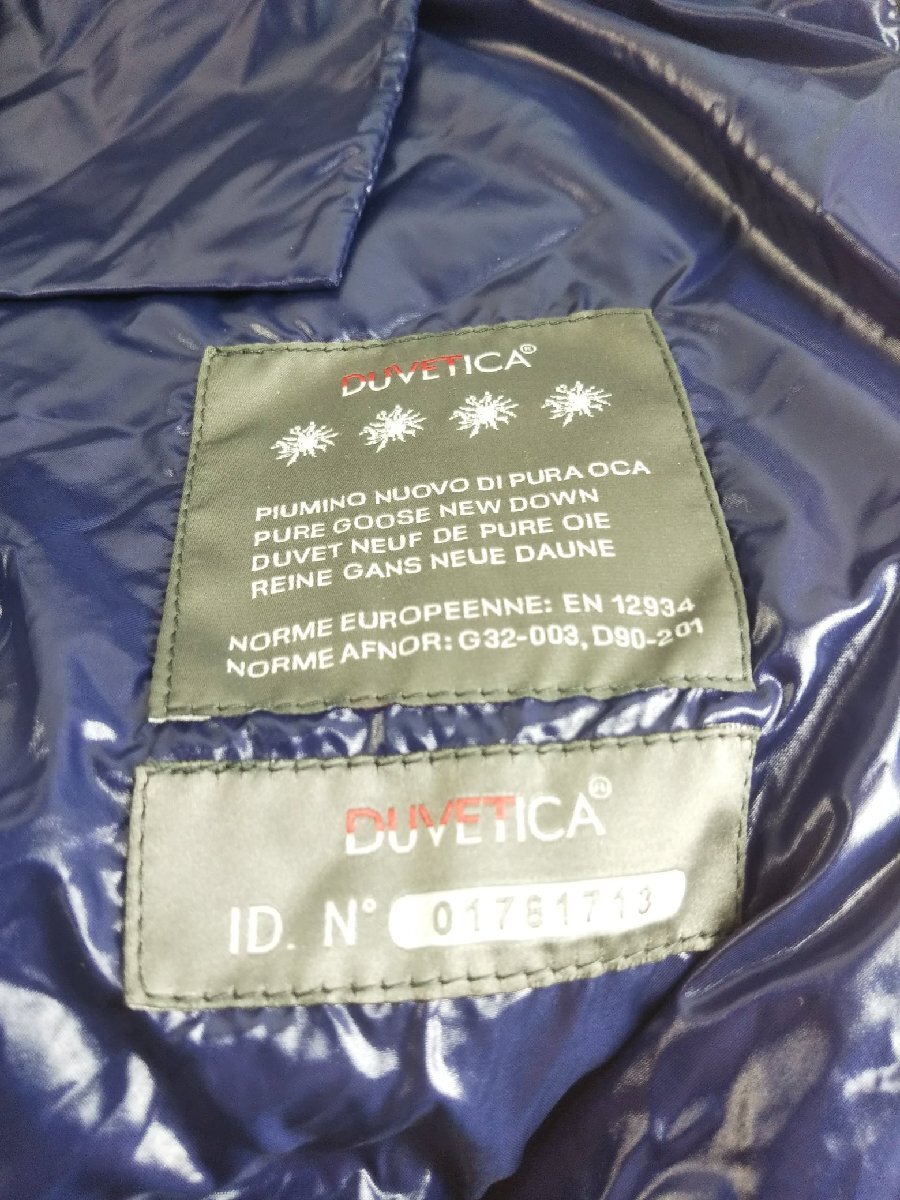 DUVETICA®
PIUMINO NUOVO DI PURA OCA
PURE GOOSE NEW DOWN
DUVET NEUF DE PURE OIE
REINE GANS NEUE DAUNE
NORME EUROPEENNE: EN 12934
NORME AFNOR: G32-003, D90-201
DUVETICA®
ID. N° 01781713